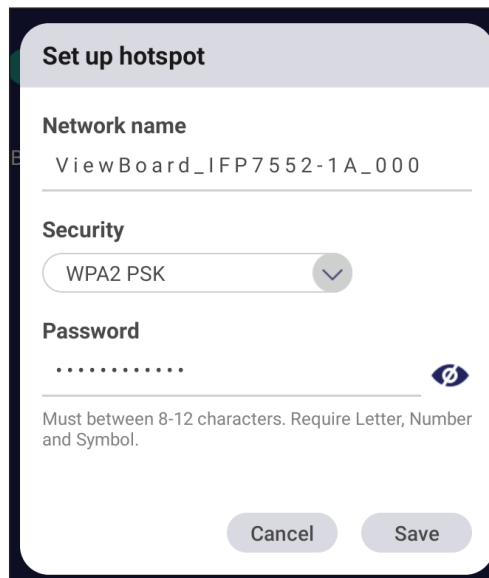 Set up hotspot
Network name
ViewBoard_IFP7552-1A_000
Security
WPA2 PSK
Password
••••••••••••
Must between 8-12 characters. Require Letter, Number
and Symbol.
Cancel
Save